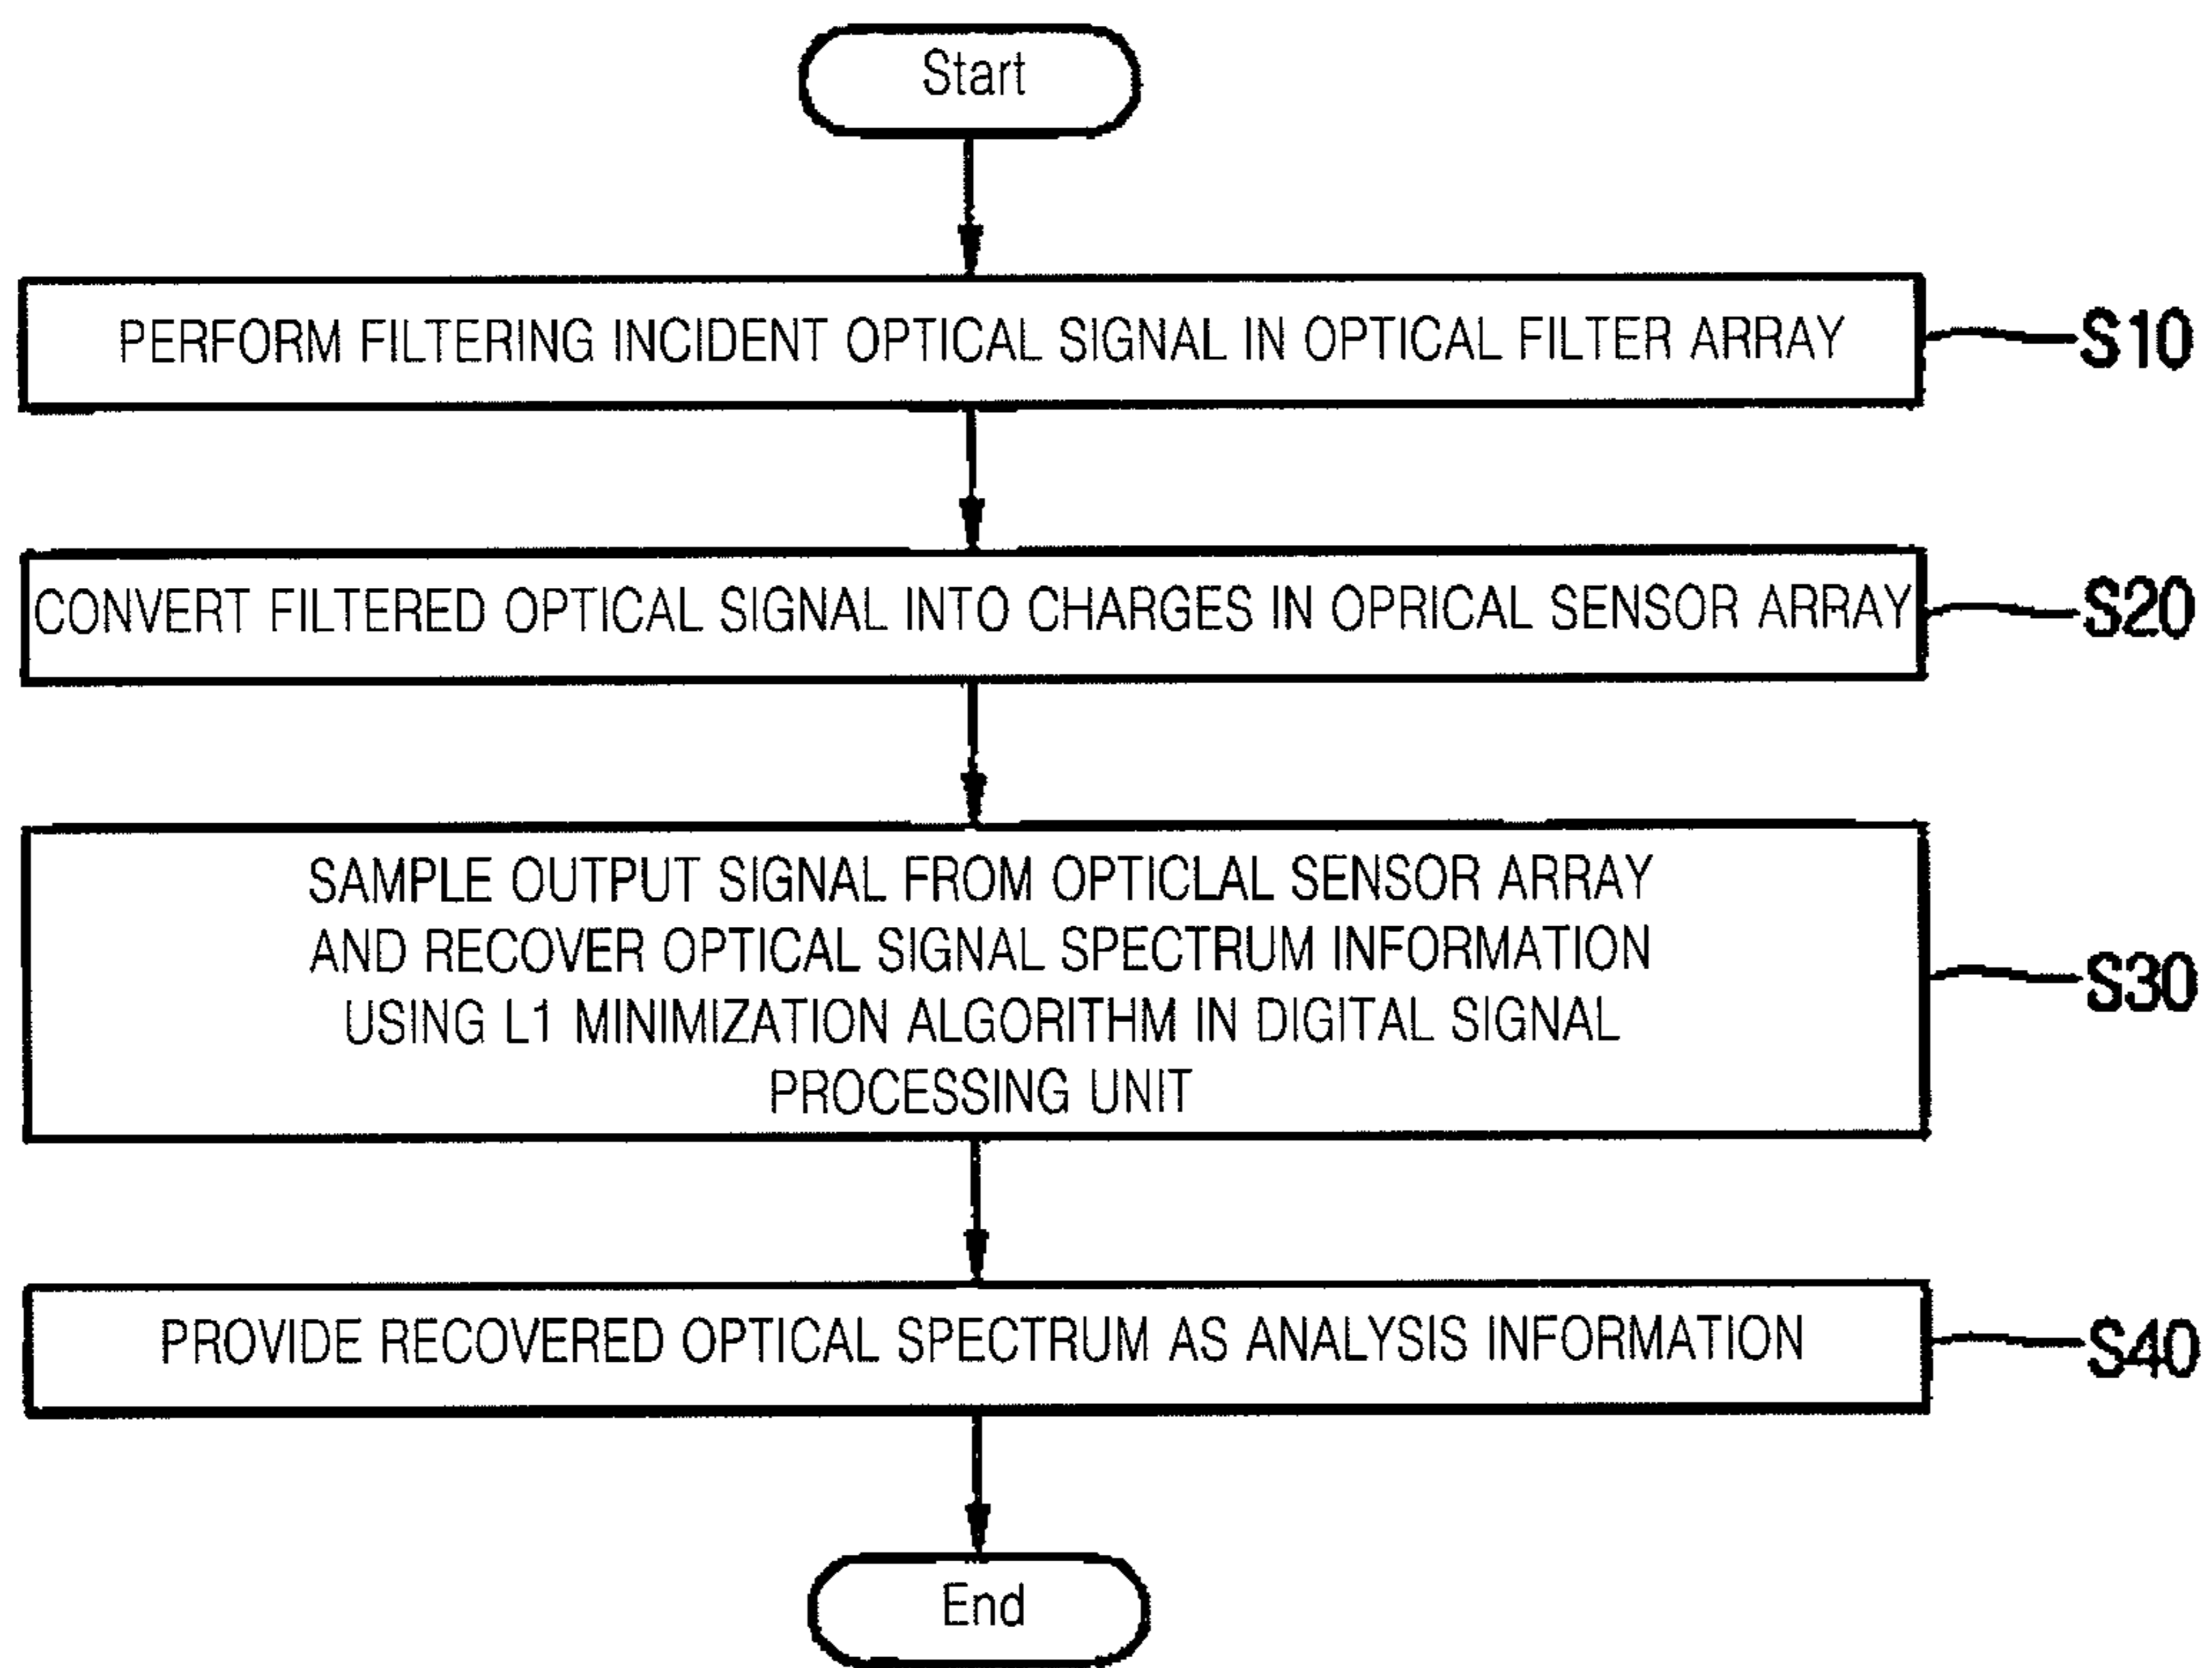 Start
PERFORM FILTERING INCIDENT OPTICAL SIGNAL IN OPTICAL FILTER ARRAY
S10
CONVERT FILTERED OPTICAL SIGNAL INTO CHARGES IN OPRICAL SENSOR ARRAY
S20
SAMPLE OUTPUT SIGNAL FROM OPTICLAL SENSOR ARRAY
AND RECOVER OPTICAL SIGNAL SPECTRUM INFORMATION
USING L1 MINIMIZATION ALGORITHM IN DIGITAL SIGNAL
PROCESSING UNIT
S30
PROVIDE RECOVERED OPTICAL SPECTRUM AS ANALYSIS INFORMATION
S40
End